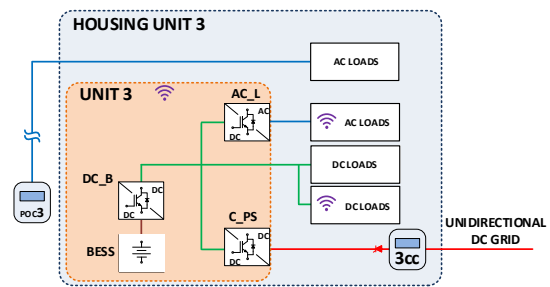 HOUSING UNIT 3
AC LOADS
UNIT 3
AC_L
AC
DC
AC LOADS
DC LOADS
DC_B
DC
DC
DC LOADS
POC3
C_PS
DC
DC
BESS
3CC
UNIDIRECTIONAL
DC GRID